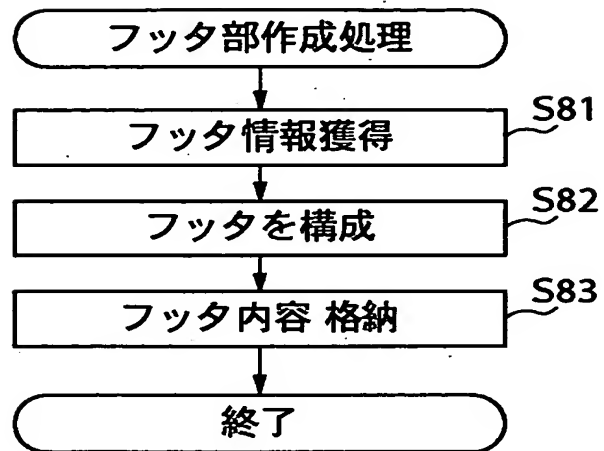 フッタ部作成処理
S81
フッタ情報獲得
S82
フッタを構成
S83
フッタ内容 格納
終了